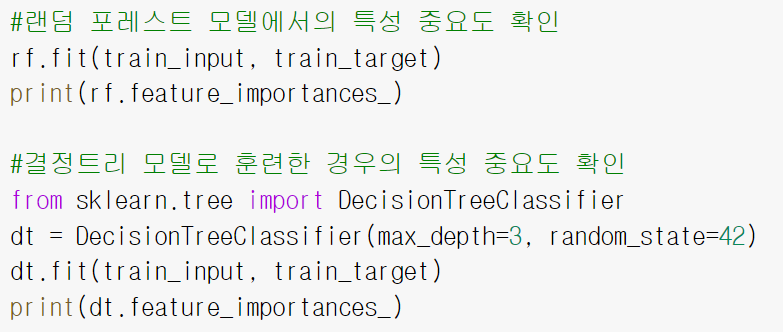 #랜덤 포레스트 모델에서의 특성 중요도 확인
rf.fit(train_input, train_target)
print(rf.feature_importances_)
#결정트리 모델로 훈련한 경우의 특성 중요도 확인
from sklearn.tree import DecisionTreeClassifier
dt = DecisionTreeClassifier(max_depth=3, random_state=42)
dt.fit(train_input, train_target)
print(dt.feature_importances_)